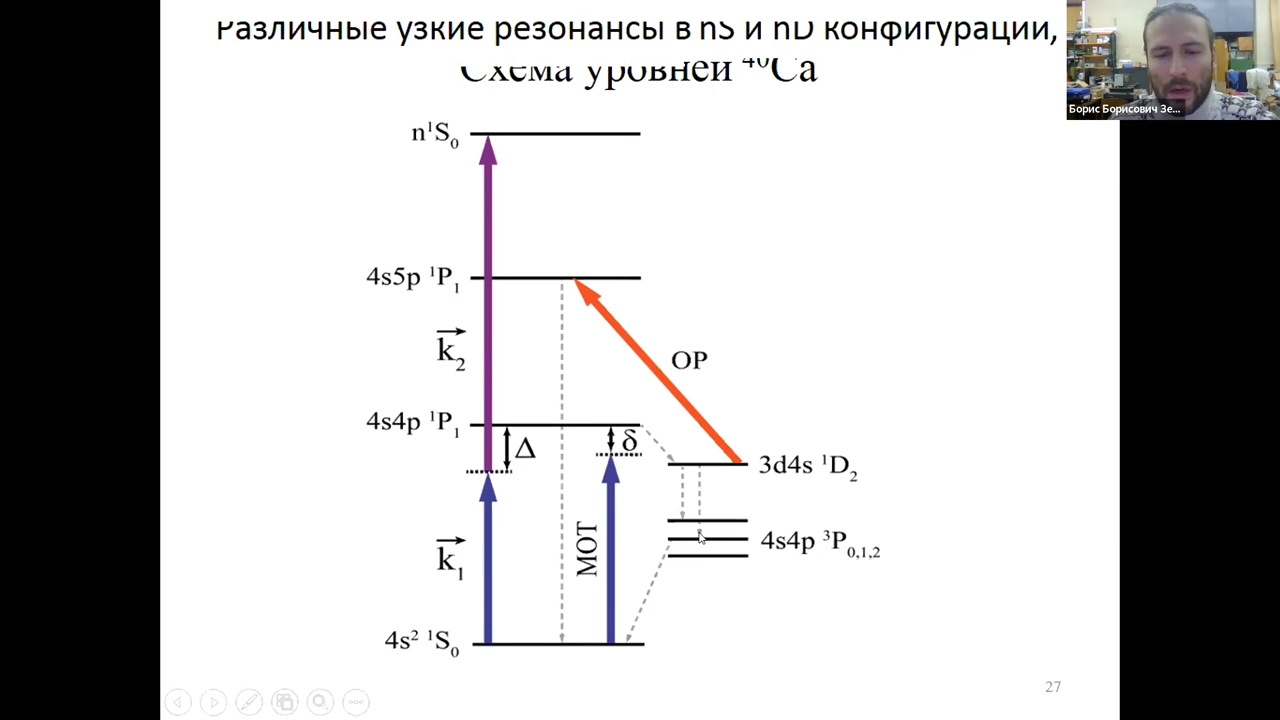 Различные узкие резонансы в nS и nD конфигурации,
Схема уровней ⁴⁰Ca
Борис Борисович Зе...
n¹S₀
4s5p ¹P₁
k₂
OP
4s4p ¹P₁
Δ
δ
3d4s ¹D₂
MOT
4s4p ³P₀,₁,₂
k₁
4s² ¹S₀
27